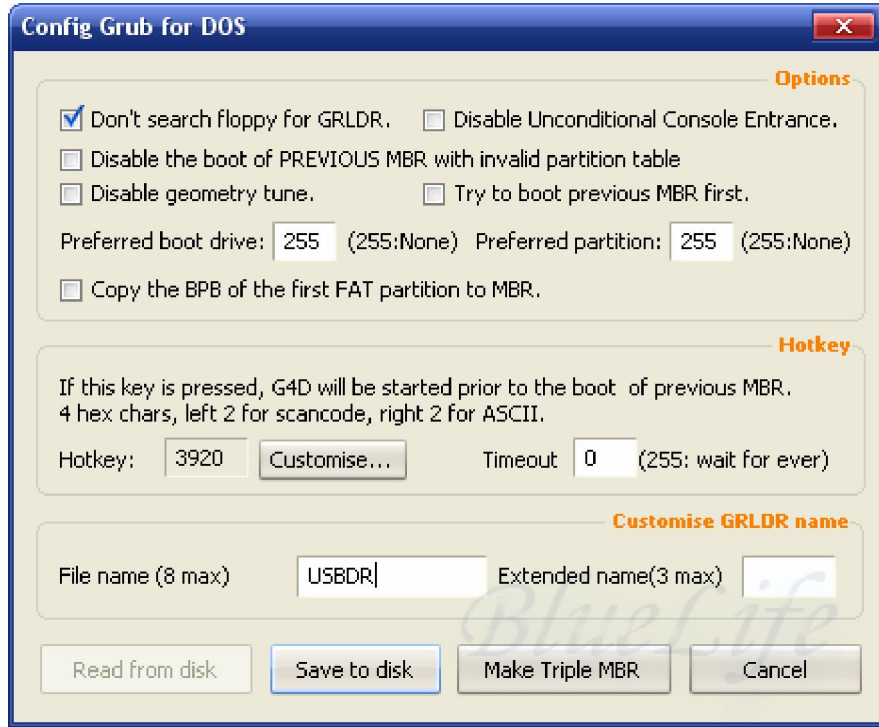 Config Grub for DOS
Options
Don't search floppy for GRLDR. Disable Unconditional Console Entrance.
Disable the boot of PREVIOUS MBR with invalid partition table
Disable geometry tune. Try to boot previous MBR first.
Preferred boot drive: 255 (255:None) Preferred partition: 255 (255:None)
Copy the BPB of the first FAT partition to MBR.
Hotkey
If this key is pressed, G4D will be started prior to the boot of previous MBR.
4 hex chars, left 2 for scancode, right 2 for ASCII.
Hotkey: 3920 Customise... Timeout 0 (255: wait for ever)
Customise GRLDR name
File name (8 max) USBDR Extended name(3 max)
BlueLife
Read from disk Save to disk Make Triple MBR Cancel